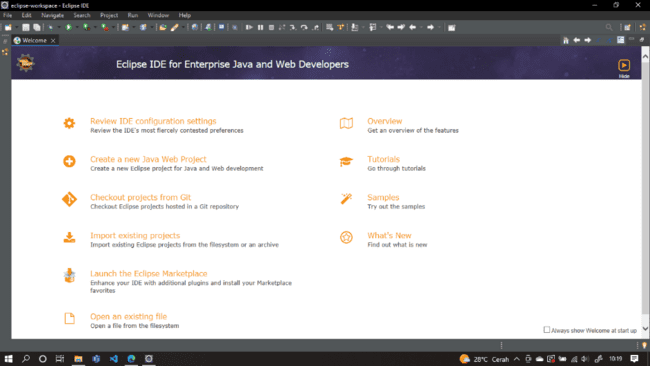 eclipse-workspace - Eclipse IDE
File Edit Navigate Search Project Run Window Help
Welcome
Eclipse IDE for Enterprise Java and Web Developers
Hide
Review IDE configuration settings
Review the IDE's most fiercely contested preferences
Overview
Get an overview of the features
Create a new Java Web Project
Create a new Eclipse project for Java and Web development
Tutorials
Go through tutorials
Checkout projects from Git
Checkout Eclipse projects hosted in a Git repository
Samples
Try out the samples
Import existing projects
Import existing Eclipse projects from the filesystem or an archive
What's New
Find out what is new
Launch the Eclipse Marketplace
Enhance your IDE with additional plugins and install your Marketplace
favorites
Open an existing file
Open a file from the filesystem
Always show Welcome at start up
28°C Cerah
10:19